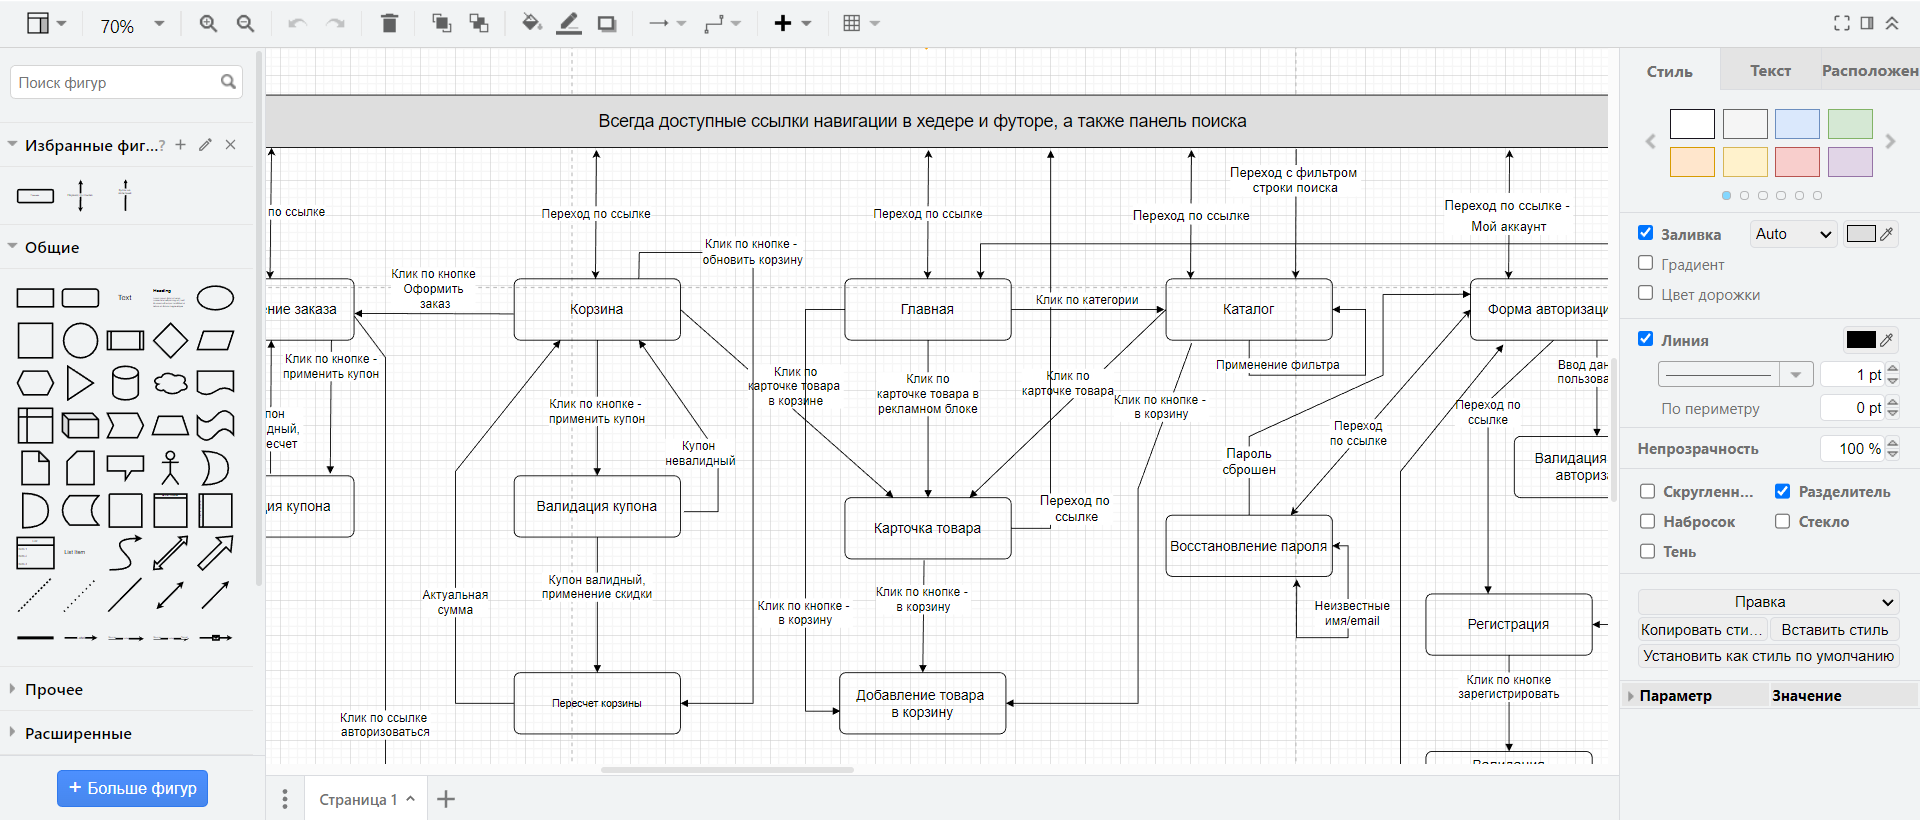 70%
Поиск фигур
Избранные фиг...?
Общие
Text
Heading
List Item
Прочее
Расширенные
+ Больше фигур
Всегда доступные ссылки навигации в хедере и футоре, а также панель поиска
по ссылке
Переход по ссылке
Переход по ссылке
Переход по ссылке
Переход с фильтром
строки поиска
Переход по ссылке -
Мой аккаунт
Клик по кнопке -
обновить корзину
Клик по кнопке
Оформить
заказ
Клик по категории
ние заказа
Корзина
Главная
Каталог
Форма авторизаци
Клик по кнопке -
применить купон
Применение фильтра
Ввод дан
пользова
Клик по
карточке товара
в корзине
Клик по
карточке товара в
рекламном блоке
Клик по
карточке товара
Клик по кнопке -
в корзину
Клик по кнопке -
применить купон
Переход по
ссылке
пон
дный,
есчет
Купон
невалидный
Переход
по ссылке
Пароль
сброшен
Валидация
авториза
ия купона
Валидация купона
Карточка товара
Переход по
ссылке
Восстановление пароля
Купон валидный,
применение скидки
Актуальная
сумма
Клик по кнопке -
в корзину
Клик по кнопке -
в корзину
Неизвестные
имя/email
Регистрация
Клик по кнопке
зарегистрировать
Пересчет корзины
Добавление товара
в корзину
Клик по ссылке
авторизоваться
Валидация
Страница 1
Стиль
Текст
Расположен
Заливка
Auto
Градиент
Цвет дорожки
Линия
1 pt
По периметру
0 pt
Непрозрачность
100 %
Скругленн...
Разделитель
Набросок
Стекло
Тень
Правка
Копировать сти...
Вставить стиль
Установить как стиль по умолчанию
Параметр
Значение